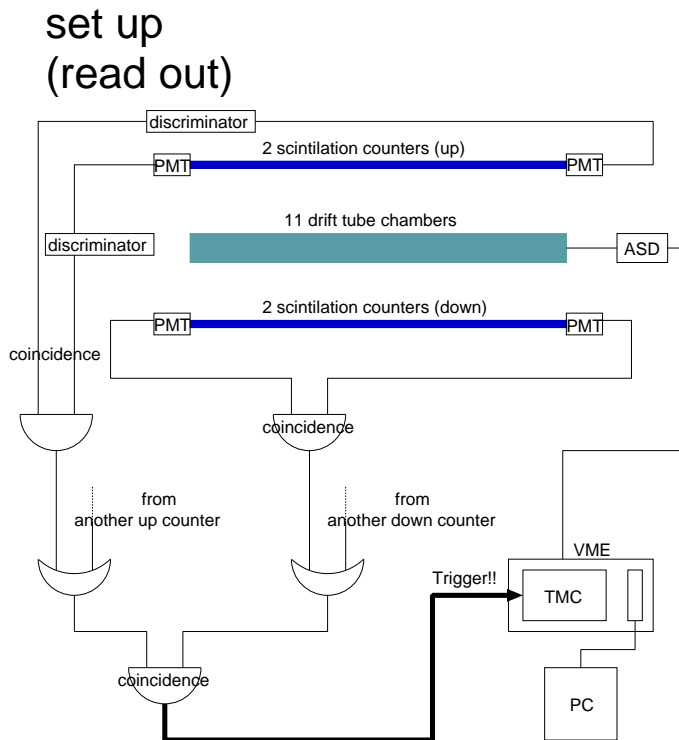 set up
(read out)
discriminator
2 scintilation counters (up)
PMT
PMT
11 drift tube chambers
discriminator
ASD
2 scintilation counters (down)
PMT
PMT
coincidence
coincidence
from
another up counter
from
another down counter
VME
Trigger!!
TMC
coincidence
PC